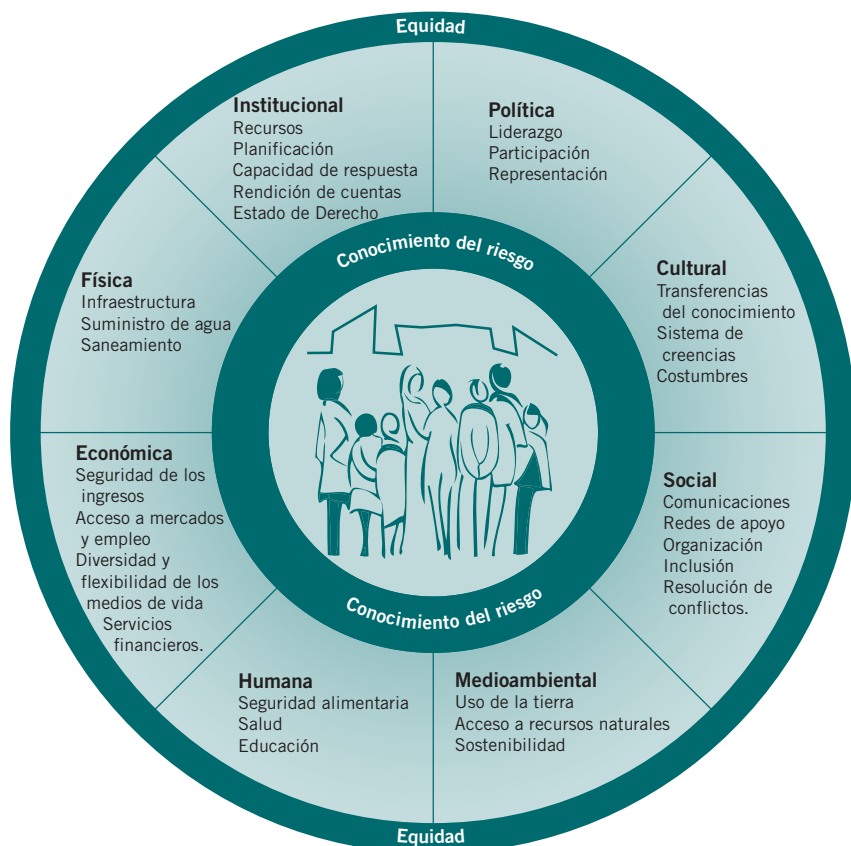 Equidad
Institucional
Recursos
Planificación
Capacidad de respuesta
Rendición de cuentas
Estado de Derecho
Política
Liderazgo
Participación
Representación
Cultural
Transferencias
del conocimiento
Sistema de
creencias
Costumbres
Social
Comunicaciones
Redes de apoyo
Organización
Inclusión
Resolución de
conflictos.
Medioambiental
Uso de la tierra
Acceso a recursos naturales
Sostenibilidad
Humana
Seguridad alimentaria
Salud
Educación
Económica
Seguridad de los
ingresos
Acceso a mercados
y empleo
Diversidad y
flexibilidad de los
medios de vida
Servicios
financieros.
Física
Infraestructura
Suministro de agua
Saneamiento
Conocimiento del riesgo
Conocimiento del riesgo
Equidad